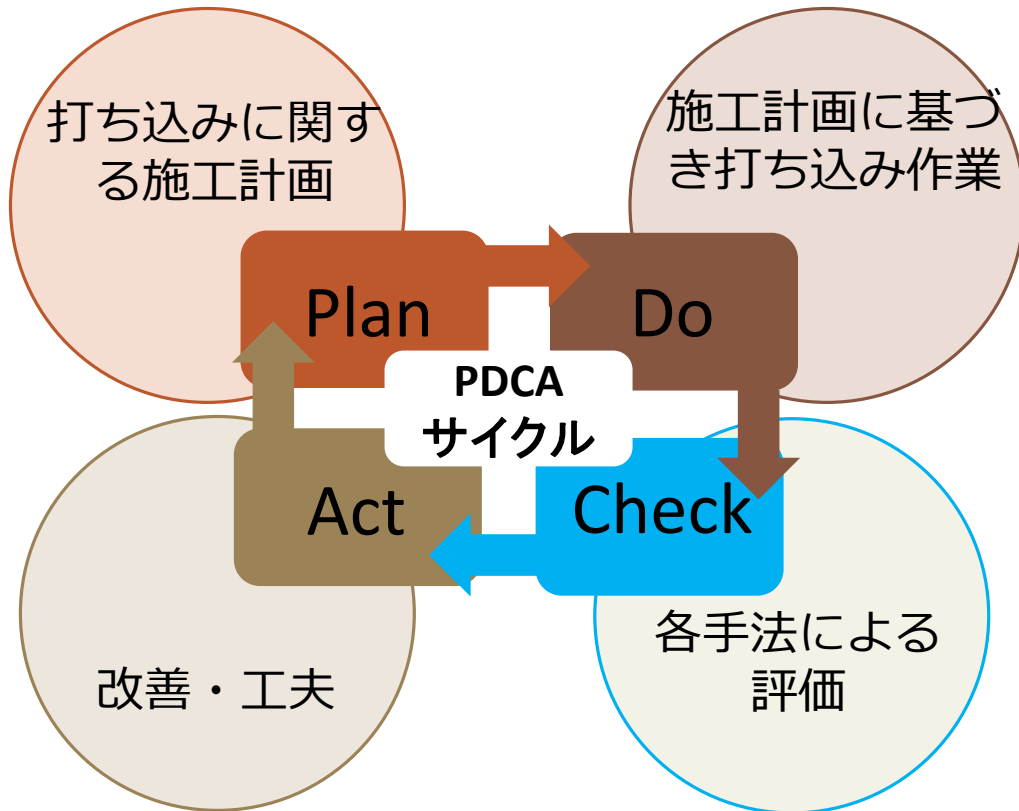 打ち込みに関す
る施工計画
施工計画に基づ
き打ち込み作業
Plan
Do
PDCA
サイクル
Act
Check
改善・工夫
各手法による
評価